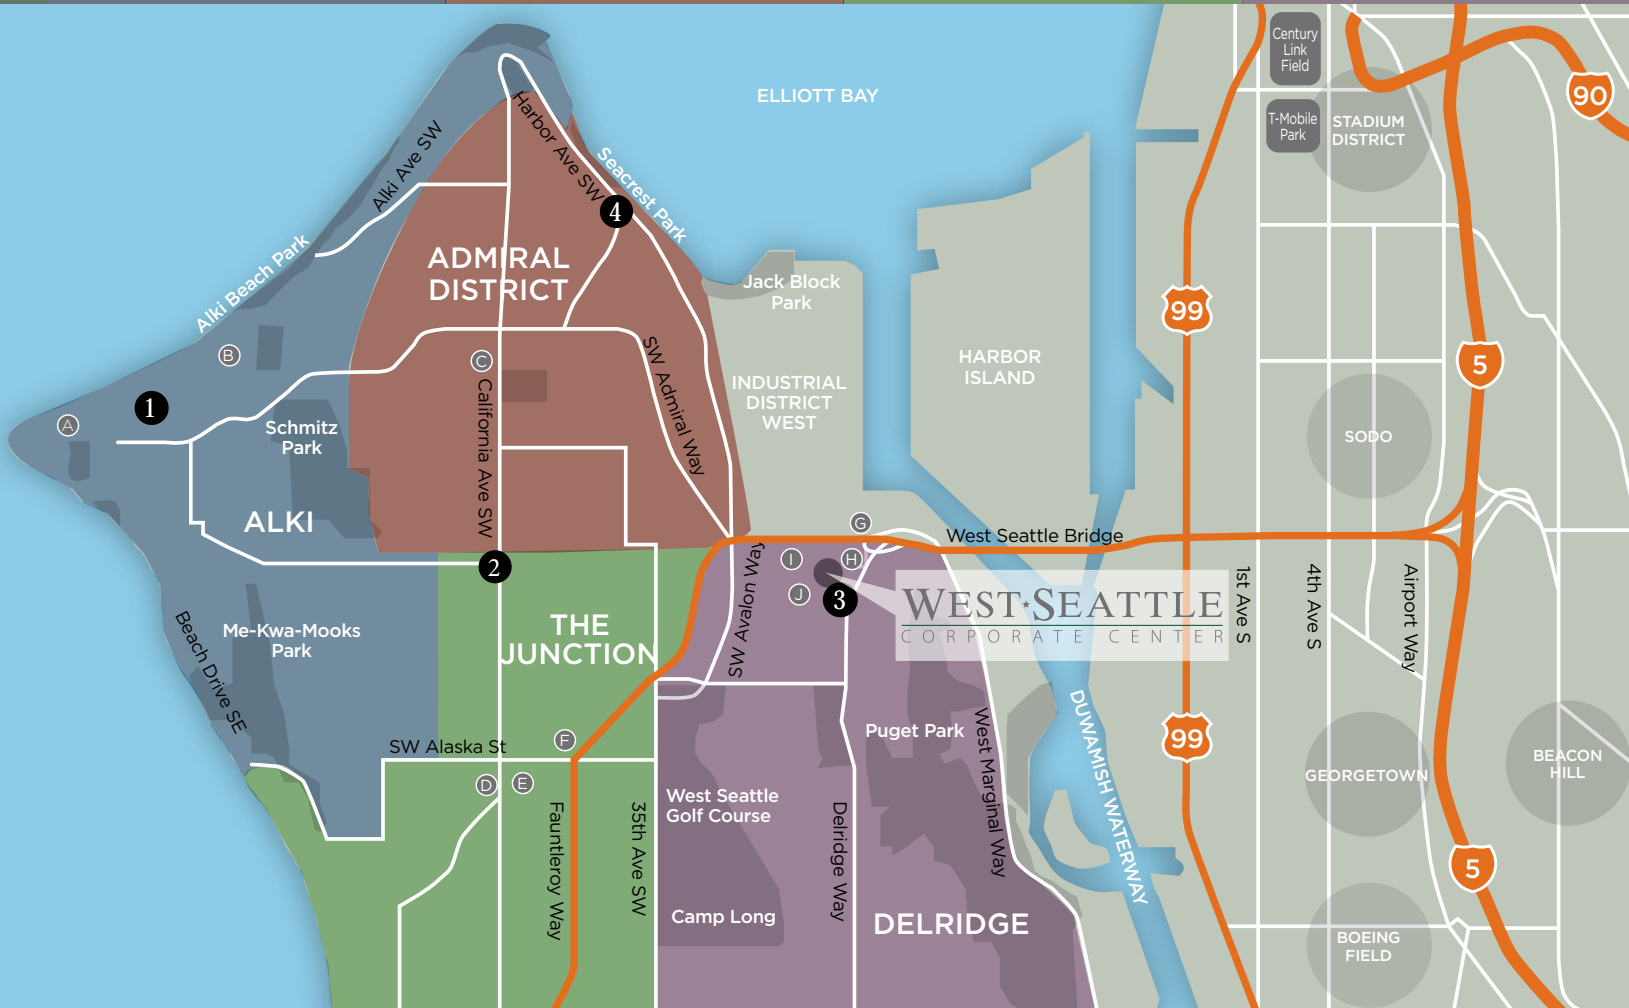 Century
Link
Field
90
ELLIOTT BAY
T-Mobile
Park
STADIUM
DISTRICT
Harbor Ave SW
Alki Ave SW
Seacrest Park
4
ADMIRAL
DISTRICT
Alki Beach Park
Jack Block
Park
99
B
C
HARBOR
ISLAND
5
SW Admiral Way
INDUSTRIAL
DISTRICT
WEST
1
A
California Ave SW
Schmitz
Park
SODO
ALKI
G
West Seattle Bridge
2
I
H
J
3
SW Avalon Way
WEST SEATTLE
CORPORATE CENTER
1st Ave S
4th Ave S
Airport Way
Beach Drive SE
Me-Kwa-Mooks
Park
THE
JUNCTION
DUWAMISH WATERWAY
West Marginal Way
Puget Park
99
F
SW Alaska St
D
E
GEORGETOWN
BEACON
HILL
West Seattle
Golf Course
Fauntleroy Way
35th Ave SW
Delridge Way
5
Camp Long
DELRIDGE
BOEING
FIELD